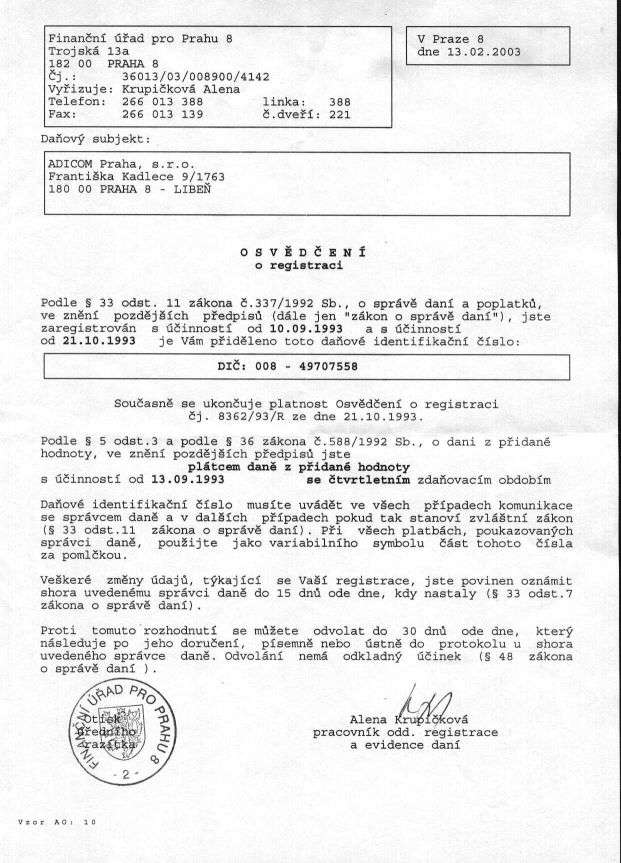 Finanční úřad pro Prahu 8
Trojská 13a
182 00 PRAHA 8
Čj.: 36013/03/008900/4142
Vyřizuje: Krupičková Alena
Telefon: 266 013 388 linka: 388
Fax: 266 013 139 č.dveří: 221
V Praze 8
dne 13.02.2003
Daňový subjekt:
ADICOM Praha, s.r.o.
Františka Kadlece 9/1763
180 00 PRAHA 8 - LIBEŇ
O S V Ě D Č E N Í
o registraci
Podle § 33 odst. 11 zákona č.337/1992 Sb., o správě daní a poplatků,
ve znění pozdějších předpisů (dále jen "zákon o správě daní"), jste
zaregistrován s účinností od 10.09.1993 a s účinností
od 21.10.1993 je Vám přiděleno toto daňové identifikační číslo:
DIČ: 008 - 49707558
Současně se ukončuje platnost Osvědčení o registraci
čj. 8362/93/R ze dne 21.10.1993.
Podle § 5 odst.3 a podle § 36 zákona č.588/1992 Sb., o dani z přidané
hodnoty, ve znění pozdějších předpisů jste
plátcem daně z přidané hodnoty
s účinností od 13.09.1993 se čtvrtletním zdaňovacím obdobím
Daňové identifikační číslo musíte uvádět ve všech případech komunikace
se správcem daně a v dalších případech pokud tak stanoví zvláštní zákon
(§ 33 odst.11 zákona o správě daní). Při všech platbách, poukazovaných
správci daně, použijte jako variabilního symbolu část tohoto čísla
za pomlčkou.
Veškeré změny údajů, týkající se Vaší registrace, jste povinen oznámit
shora uvedenému správci daně do 15 dnů ode dne, kdy nastaly (§ 33 odst.7
zákona o správě daní).
Proti tomuto rozhodnutí se můžete odvolat do 30 dnů ode dne, který
následuje po jeho doručení, písemně nebo ústně do protokolu u shora
uvedeného správce daně. Odvolání nemá odkladný účinek (§ 48 zákona
o správě daní ).
FINANČNÍ ÚŘAD PRO PRAHU 8
Otisk
úředního
razítka
- 2 -
Alena Krupičková
pracovník odd. registrace
a evidence daní
Vzor AG: 10